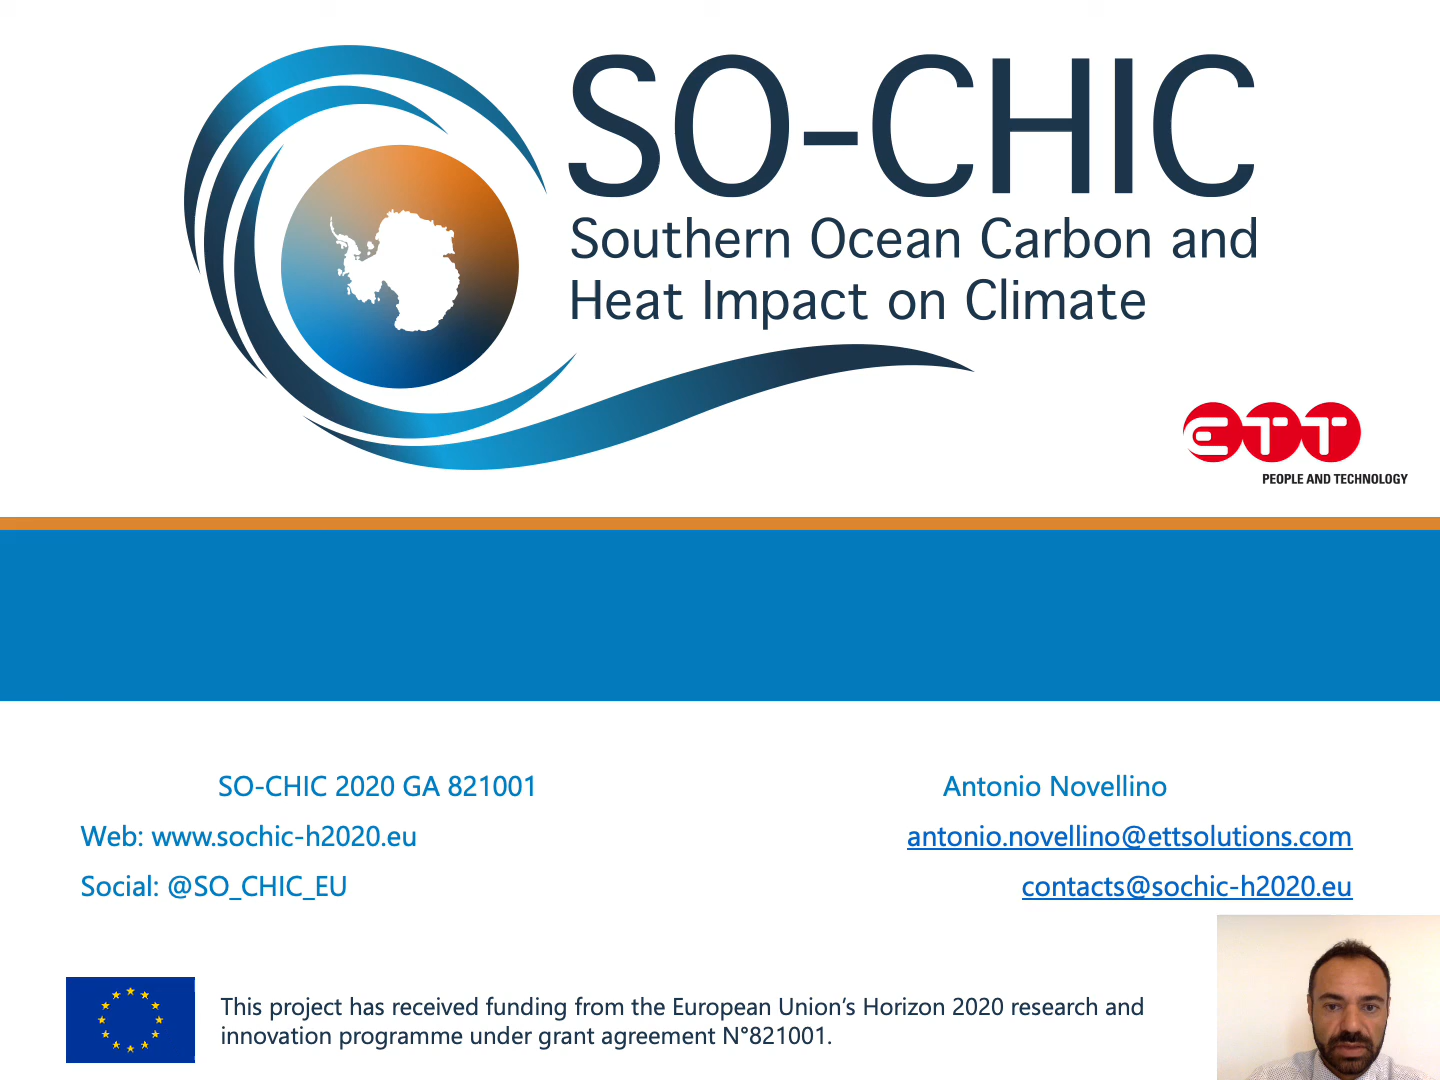 SO-CHIC
Southern Ocean Carbon and
Heat Impact on Climate
ETT
PEOPLE AND TECHNOLOGY
SO-CHIC 2020 GA 821001
Web: www.sochic-h2020.eu
Social: @SO_CHIC_EU
Antonio Novellino
antonio.novellino@ettsolutions.com
contacts@sochic-h2020.eu
This project has received funding from the European Union’s Horizon 2020 research and
innovation programme under grant agreement N°821001.